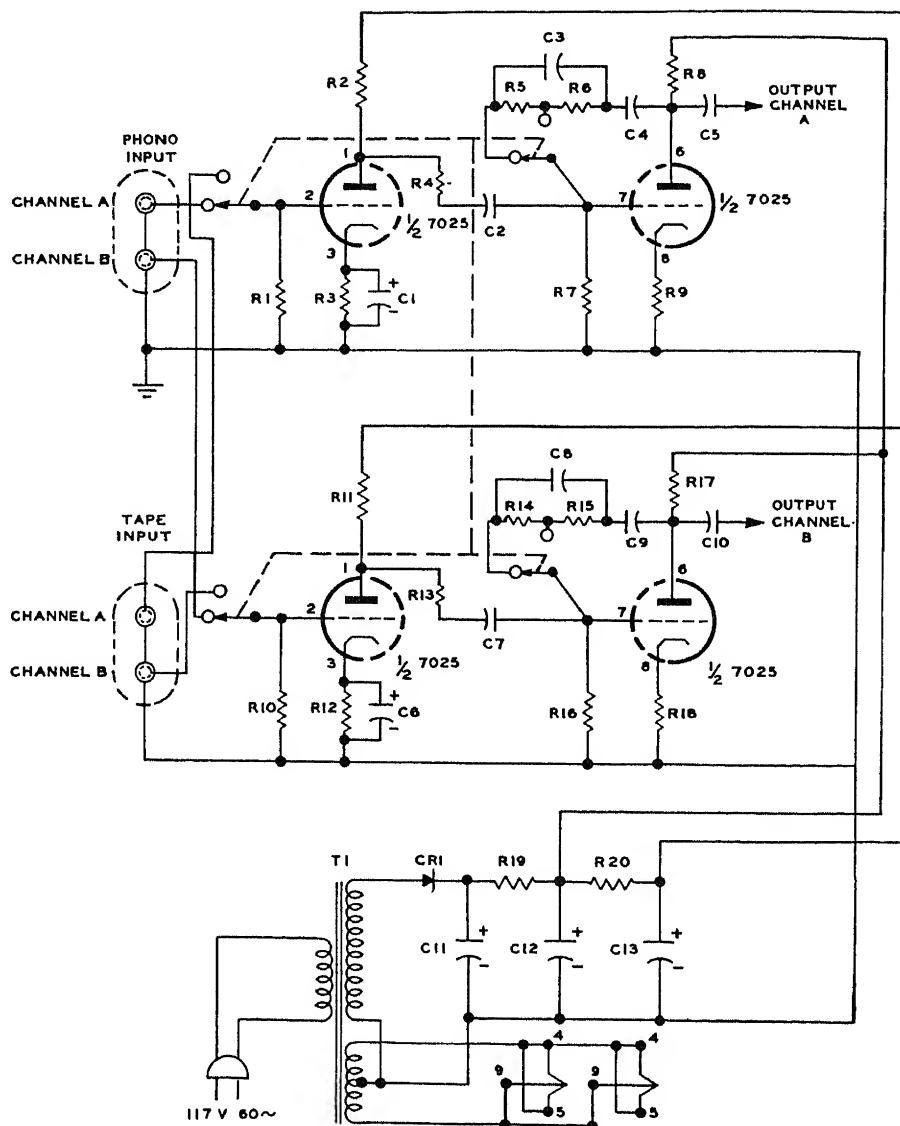 C3
R2
R5
R6
R8
C4
C5
OUTPUT
CHANNEL
A
PHONO
INPUT
CHANNEL A
CHANNEL B
1
2
3
R4
C2
1/2 7025
6
7
8
1/2 7025
R1
R3
+
C1
-
R7
R9
C8
R11
R14
R15
R17
C9
C10
OUTPUT
CHANNEL
B
TAPE
INPUT
CHANNEL A
CHANNEL B
1
2
3
R13
C7
1/2 7025
6
7
8
1/2 7025
R10
R12
+
C6
-
R16
R18
T1
CR1
R19
R20
C11
+
-
C12
+
-
C13
+
-
4
9
5
4
9
5
117 V 60~